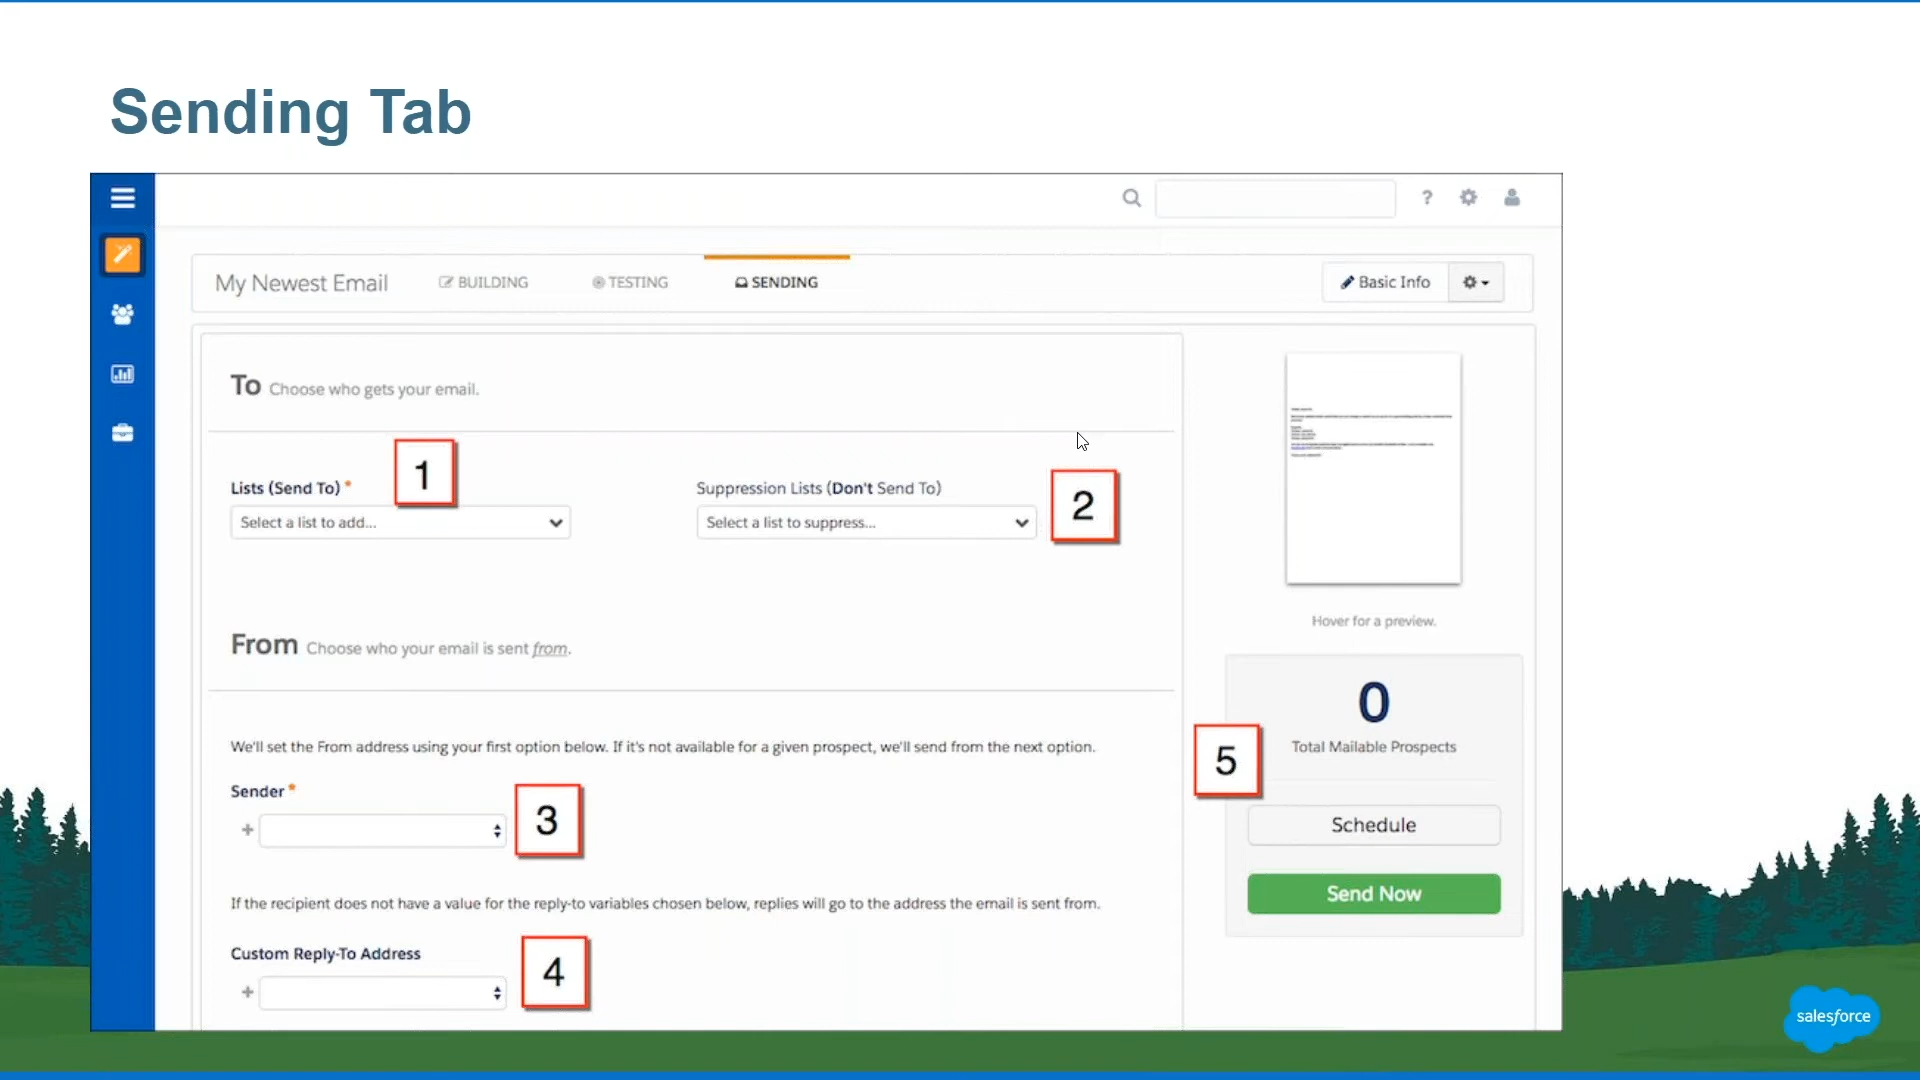 Sending Tab
?
My Newest Email
BUILDING
TESTING
SENDING
Basic Info
To Choose who gets your email.
1
Lists (Send To) *
Select a list to add...
Suppression Lists (Don't Send To)
Select a list to suppress...
2
Hover for a preview.
From Choose who your email is sent from.
We'll set the From address using your first option below. If it's not available for a given prospect, we'll send from the next option.
Sender *
3
If the recipient does not have a value for the reply-to variables chosen below, replies will go to the address the email is sent from.
Custom Reply-To Address
4
0
Total Mailable Prospects
5
Schedule
Send Now
salesforce